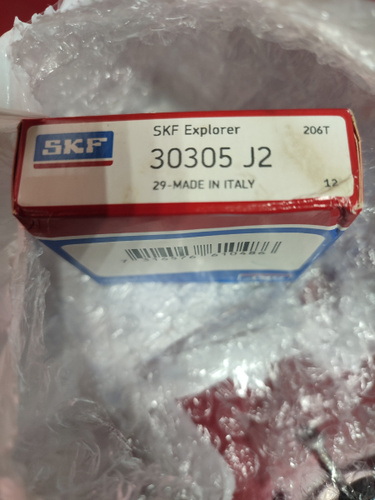 SKF
SKF Explorer 206T
30305 J2
29-MADE IN ITALY 12